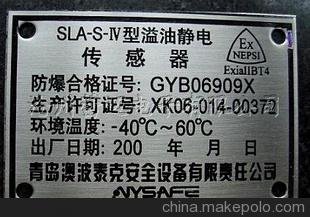 SLA-S-Ⅳ型溢油静电
传感器
Ex
NEPSI
ExiaIIBT4
防爆合格证号：GYB06909X
生产许可证号：XK06-014-00372
环境温度：-40℃～60℃
出厂日期：200 年 月 日
青岛澳波泰克安全设备有限责任公司
ANYSAFE
china.makepolo.com